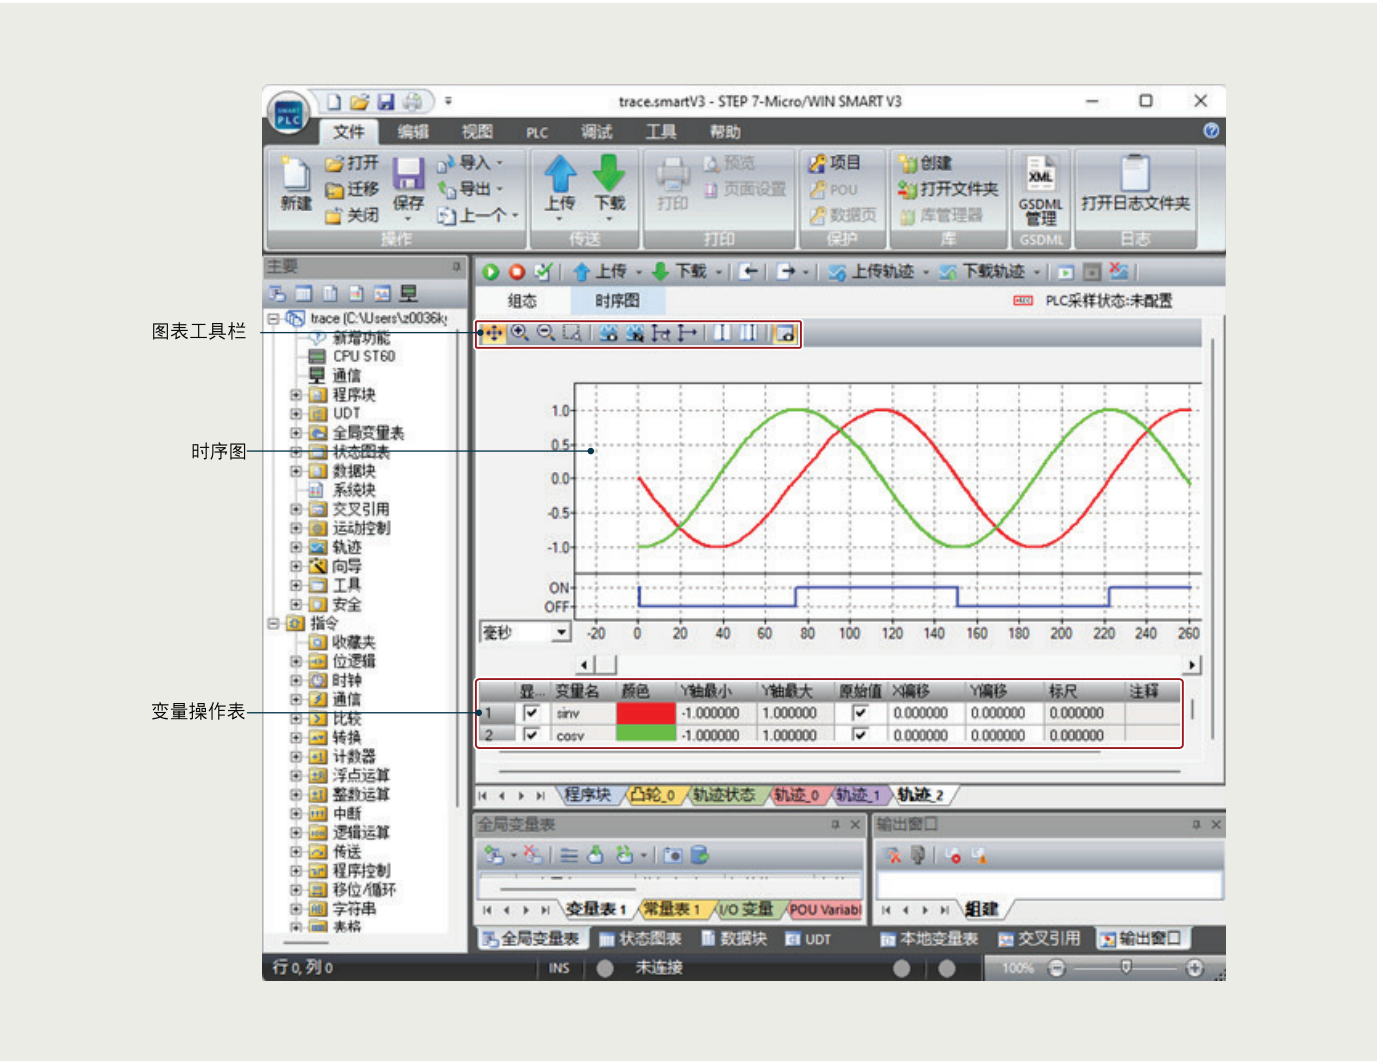 trace.smartV3 - STEP 7-Micro/WIN SMART V3
SMART
PLC
文件 编辑 视图 PLC 调试 工具 帮助
新建 打开 迁移 关闭 保存 导入 导出 上一个
操作
上传 下载
传送
打印 预览 页面设置
打印
项目 POU 数据页
保护
创建 打开文件夹 库管理器
库
XML
GSDML
管理
GSDML
打开日志文件夹
日志
主要
上传 下载 上传轨迹 下载轨迹
组态 时序图
REC PLC采样状态:未配置
图表工具栏
时序图
变量操作表
trace (C:\Users\z0036k
新增功能
CPU ST60
通信
程序块
UDT
全局变量表
状态图表
数据块
系统块
交叉引用
运动控制
轨迹
向导
工具
安全
指令
收藏夹
位逻辑
时钟
通信
比较
转换
计数器
浮点运算
整数运算
中断
逻辑运算
传送
程序控制
移位/循环
字符串
表格
1.0
0.5
0.0
-0.5
-1.0
ON
OFF
毫秒
-20 0 20 40 60 80 100 120 140 160 180 200 220 240 260
显... 变量名 颜色 Y轴最小 Y轴最大 原始值 X偏移 Y偏移 标尺 注释
1 sinv -1.000000 1.000000 0.000000 0.000000 0.000000
2 cosv -1.000000 1.000000 0.000000 0.000000 0.000000
程序块 凸轮_0 轨迹状态 轨迹_0 轨迹_1 轨迹_2
全局变量表
输出窗口
变量表 1 常量表 1 I/O 变量 POU Variabl
组建
全局变量表 状态图表 数据块 UDT
本地变量表 交叉引用 输出窗口
行 0, 列 0
INS 未连接
100%